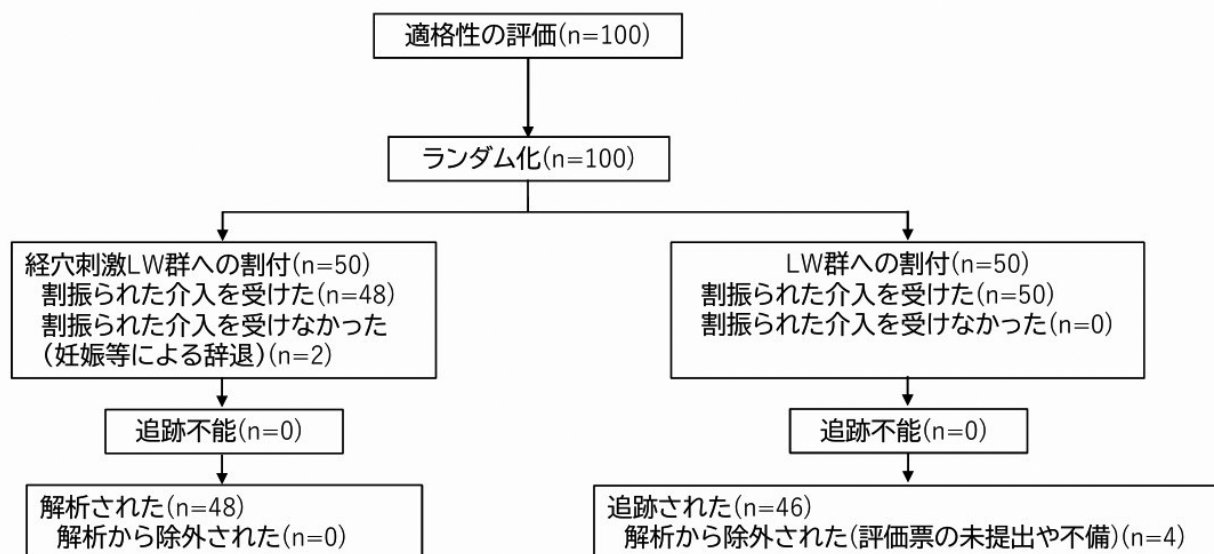 適格性の評価(n=100)
ランダム化(n=100)
経穴刺激LW群への割付(n=50)
割振られた介入を受けた(n=48)
割振られた介入を受けなかった
(妊娠等による辞退)(n=2)
LW群への割付(n=50)
割振られた介入を受けた(n=50)
割振られた介入を受けなかった(n=0)
追跡不能(n=0)
追跡不能(n=0)
解析された(n=48)
解析から除外された(n=0)
追跡された(n=46)
解析から除外された(評価票の未提出や不備)(n=4)